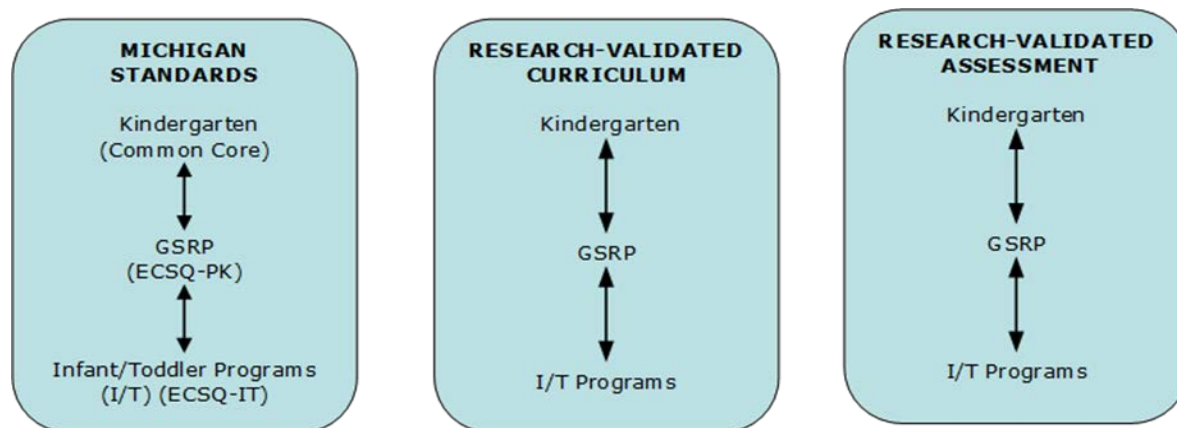 MICHIGAN
STANDARDS
Kindergarten
(Common Core)
GSRP
(ECSQ-PK)
Infant/Toddler Programs
(I/T) (ECSQ-IT)
RESEARCH-VALIDATED
CURRICULUM
Kindergarten
GSRP
I/T Programs
RESEARCH-VALIDATED
ASSESSMENT
Kindergarten
GSRP
I/T Programs